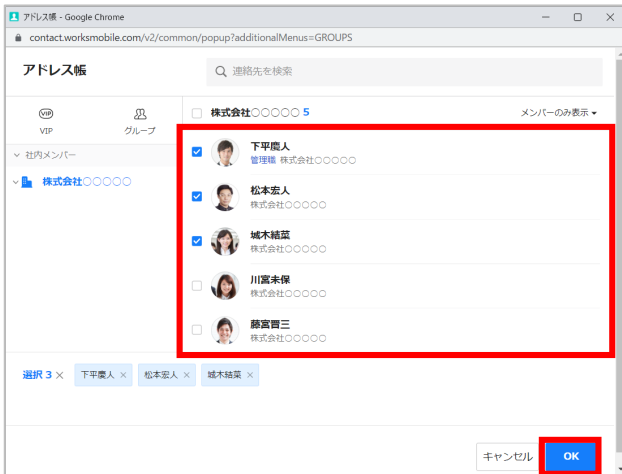 アドレス帳 - Google Chrome
contact.worksmobile.com/v2/common/popup?additionalMenus=GROUPS
アドレス帳
連絡先を検索
VIP
VIP
グループ
株式会社○○○○○ 5
メンバーのみ表示
社内メンバー
株式会社○○○○○
下平慶人
管理職 株式会社○○○○○
松本宏人
株式会社○○○○○
城木結菜
株式会社○○○○○
川富未保
株式会社○○○○○
藤宮晋三
株式会社○○○○○
選択 3 ×
下平慶人 ×
松本宏人 ×
城木結菜 ×
キャンセル
OK